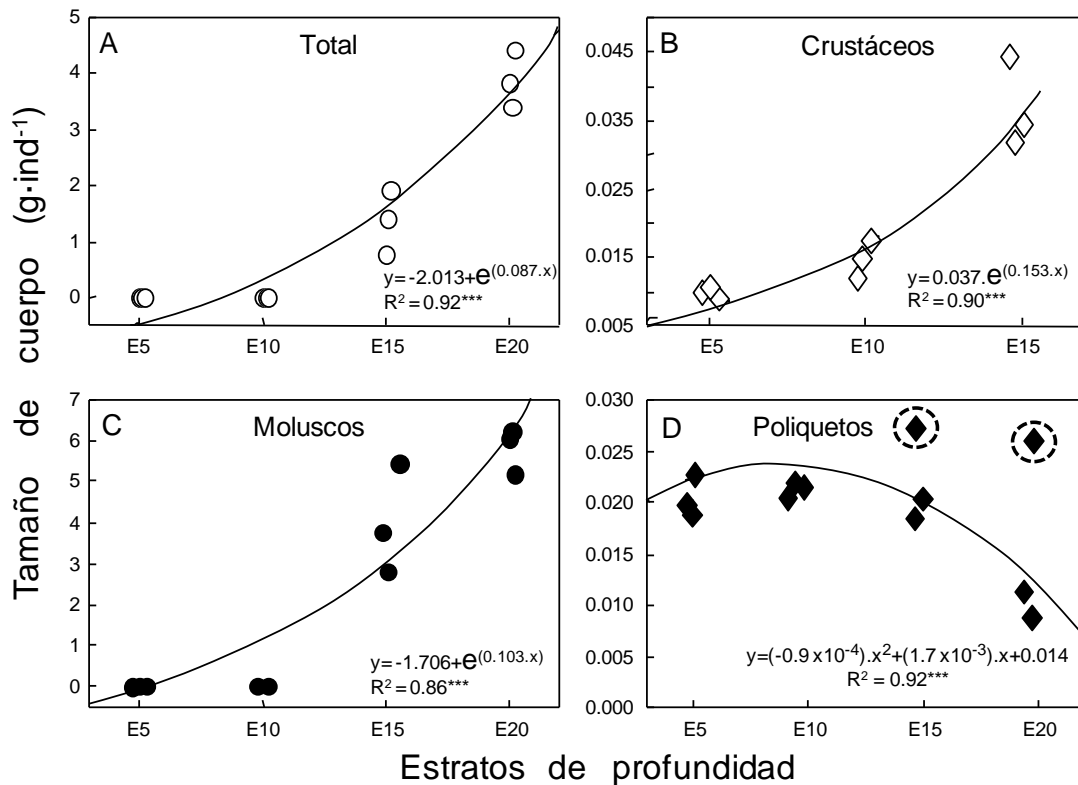 Tamaño de cuerpo (g·ind⁻¹)
A
Total
5
4
3
2
1
0
y= -2.013+e^(0.087.x)
R² = 0.92***
E5 E10 E15 E20
B
Crustáceos
0.045
0.035
0.025
0.015
0.005
y= 0.037.e^(0.153.x)
R² = 0.90***
E5 E10 E15
C
Moluscos
7
6
5
4
3
2
1
0
y= -1.706+e^(0.103.x)
R² = 0.86***
E5 E10 E15 E20
D
Poliquetos
0.030
0.025
0.020
0.015
0.010
0.005
0.000
y=(-0.9 x10⁻⁴).x²+(1.7 x10⁻³).x+0.014
R² = 0.92***
E5 E10 E15 E20
Estratos de profundidad